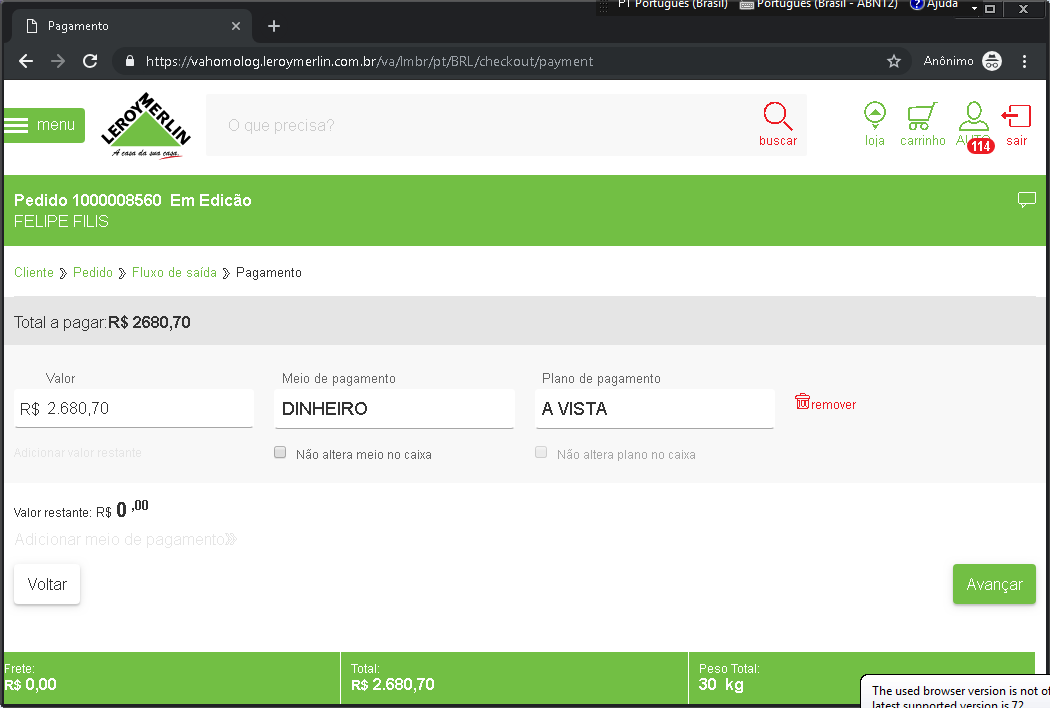 PT Português (Brasil) Português (Brasil - ABNT2) Ajuda
Pagamento
https://vahomolog.leroymerlin.com.br/va/lmbr/pt/BRL/checkout/payment
Anônimo
menu
LEROY MERLIN
A casa da sua casa.
O que precisa?
buscar
loja
carrinho
AUTO
114
sair
Pedido 1000008560 Em Edicão
FELIPE FILIS
Cliente » Pedido » Fluxo de saída » Pagamento
Total a pagar:R$ 2680,70
Valor
Meio de pagamento
Plano de pagamento
R$ 2.680,70
DINHEIRO
A VISTA
remover
Adicionar valor restante
Não altera meio no caixa
Não altera plano no caixa
Valor restante: R$ 0 ,00
Adicionar meio de pagamento»
Voltar
Avançar
Frete:
R$ 0,00
Total:
R$ 2.680,70
Peso Total:
30 kg
The used browser version is not of
latest supported version is 72